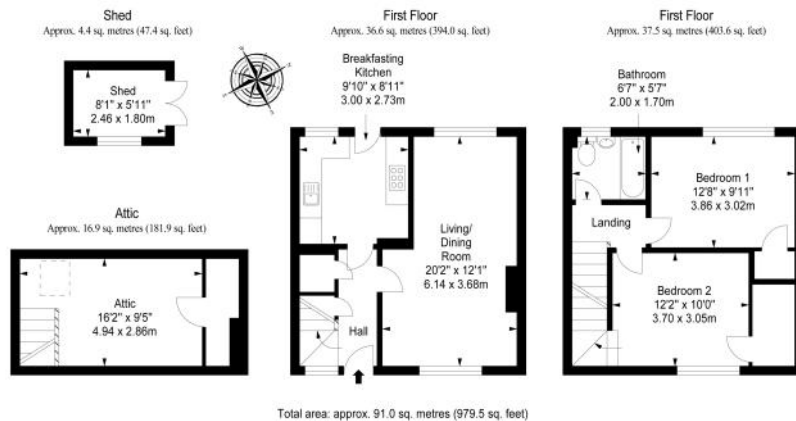 Shed
Approx. 4.4 sq. metres (47.4 sq. feet)
Shed
8'1" x 5'11"
2.46 x 1.80m
Attic
Approx. 16.9 sq. metres (181.9 sq. feet)
Attic
16'2" x 9'5"
4.94 x 2.86m
First Floor
Approx. 36.6 sq. metres (394.0 sq. feet)
Breakfasting
Kitchen
9'10" x 8'11"
3.00 x 2.73m
Living/
Dining
Room
20'2" x 12'1"
6.14 x 3.68m
Hall
First Floor
Approx. 37.5 sq. metres (403.6 sq. feet)
Bathroom
6'7" x 5'7"
2.00 x 1.70m
Bedroom 1
12'8" x 9'11"
3.86 x 3.02m
Landing
Bedroom 2
12'2" x 10'0"
3.70 x 3.05m
Total area: approx. 91.0 sq. metres (979.5 sq. feet)